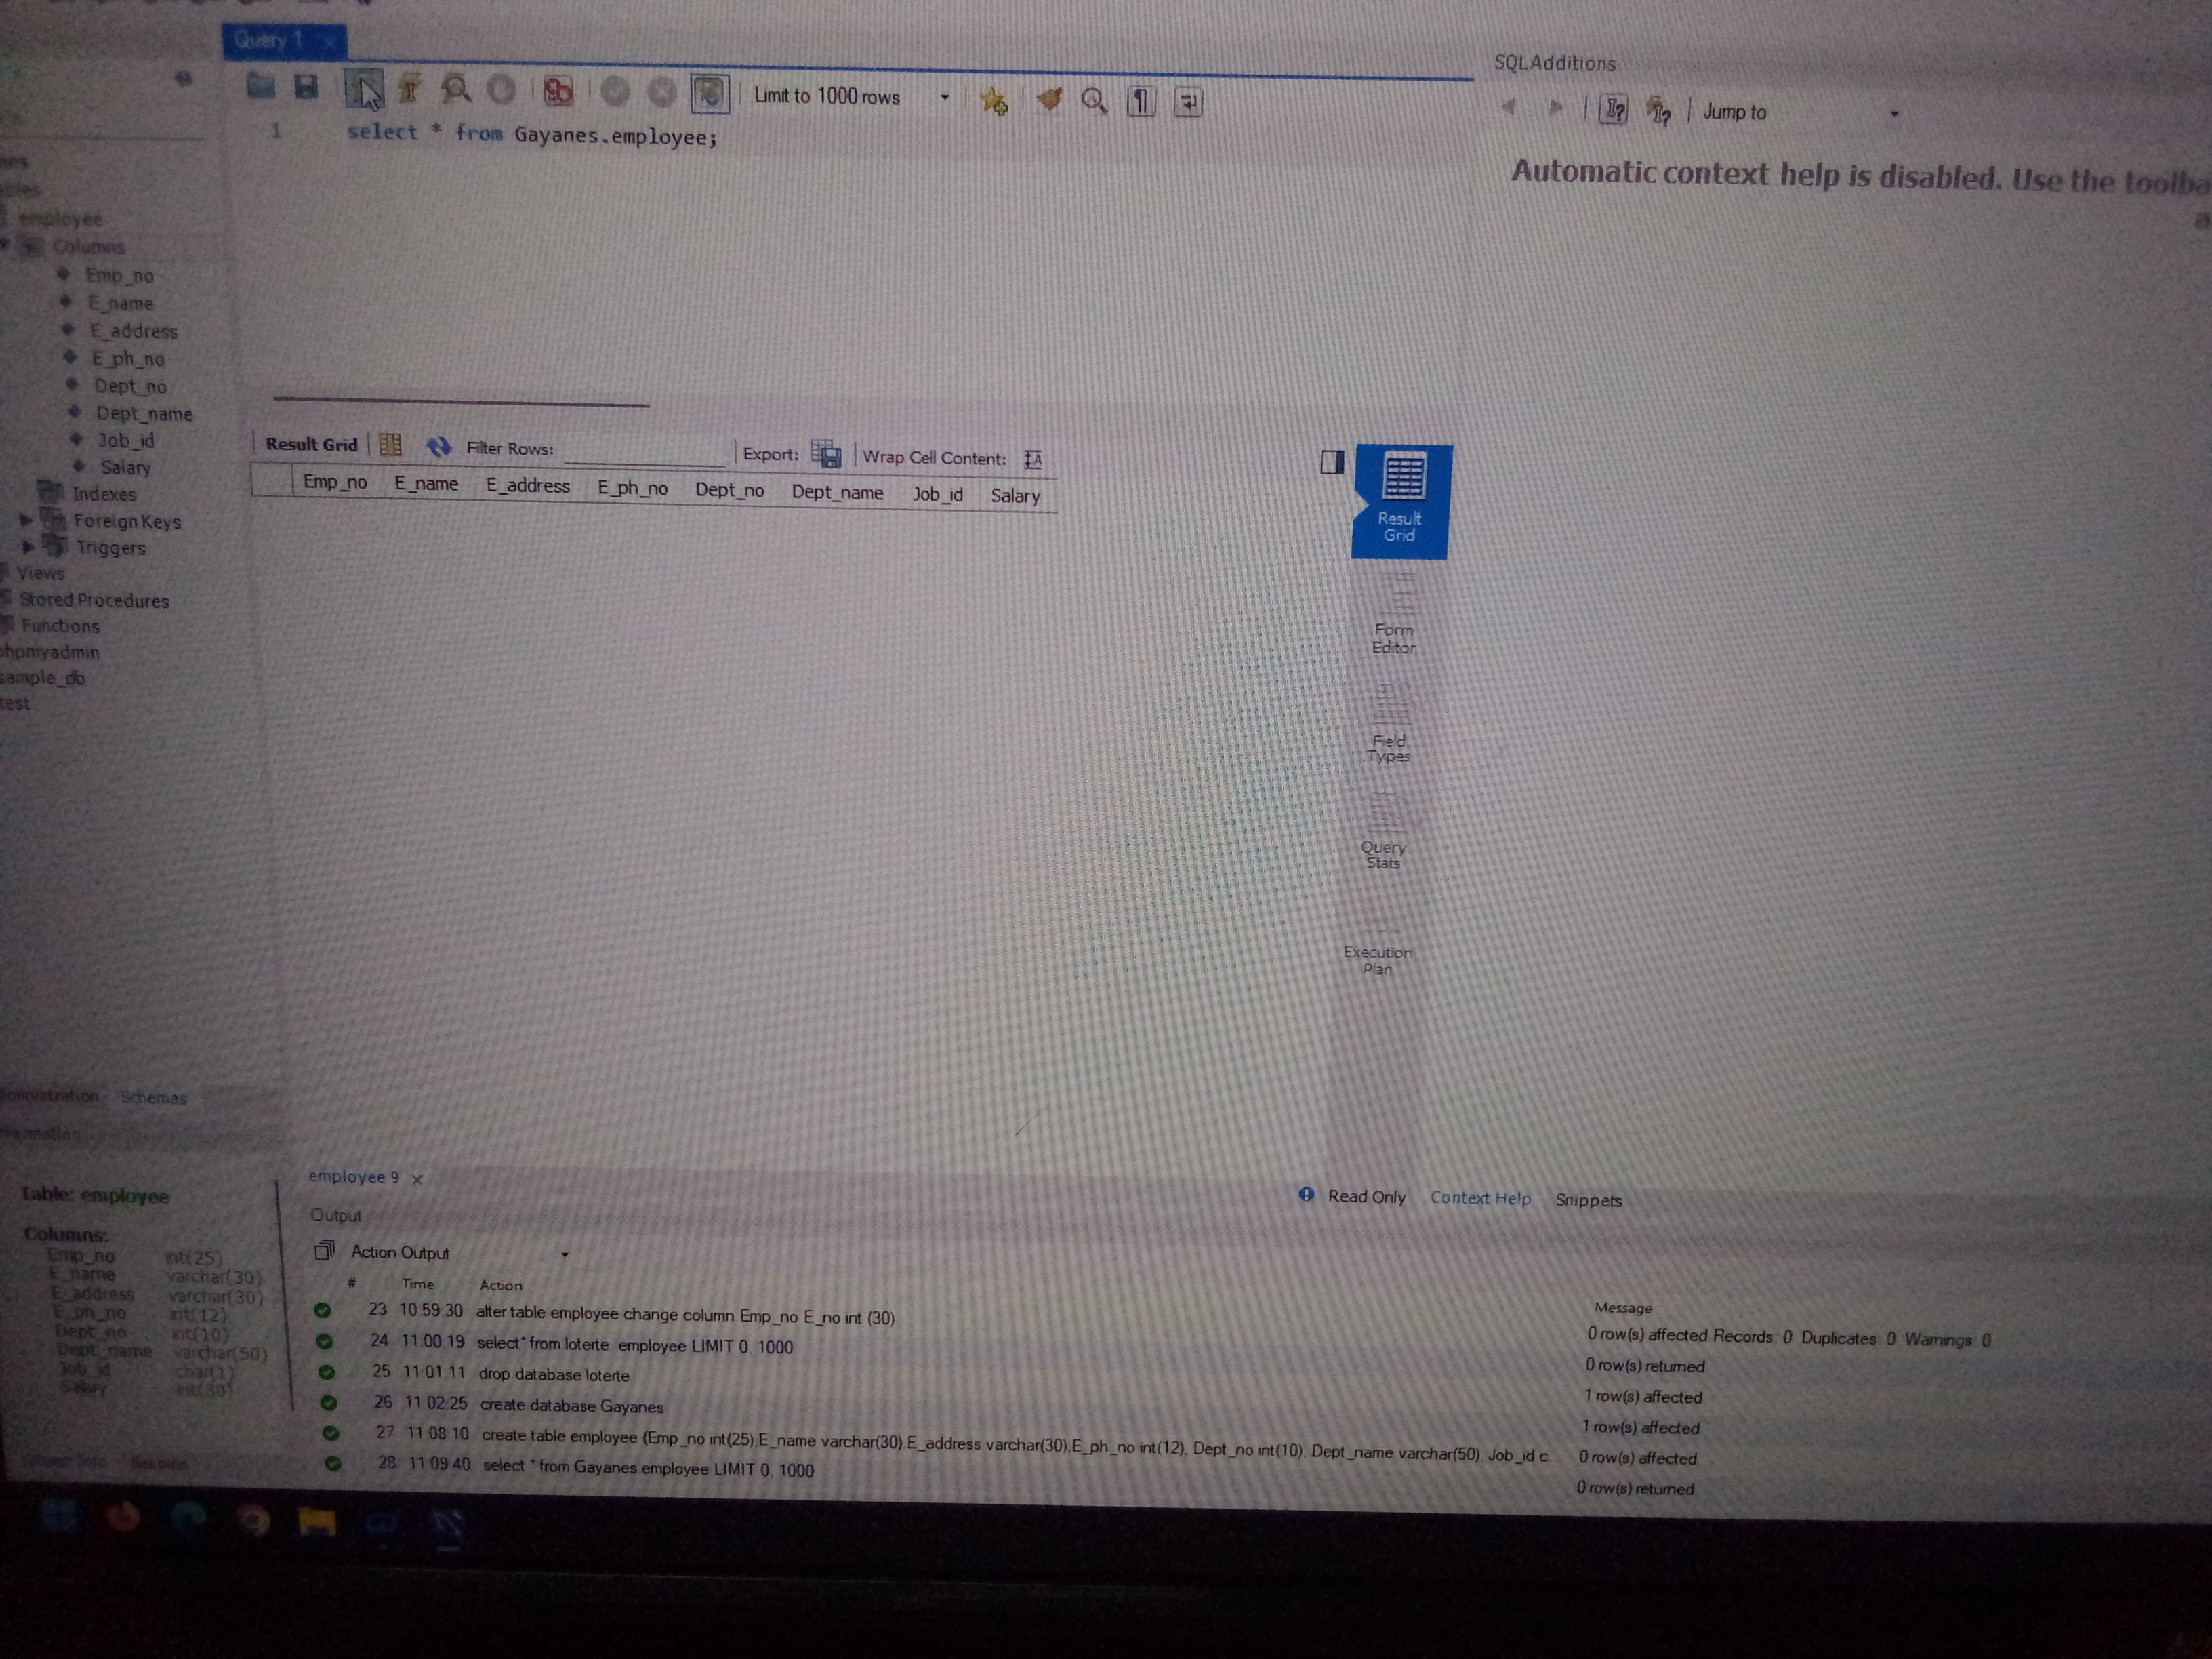 Query 1
SQLAdditions
Limit to 1000 rows
Jump to
1 select * from Gayanes.employee;
Automatic context help is disabled. Use the
employee
Columns
Emp_no
E_name
E_address
E_ph_no
Dept_no
Dept_name
Job_id
Salary
Indexes
Foreign Keys
Triggers
Views
Stored Procedures
Functions
phpmyadmin
sample_db
test
Result Grid Filter Rows: Export: Wrap Cell Content:
Emp_no E_name E_address E_ph_no Dept_no Dept_name Job_id Salary
Result
Grid
Form
Editor
Field
Types
Query
Stats
Execution
Plan
Schemas
Table: employee
Columns:
Emp_no int(25)
E_name varchar(30)
E_address varchar(30)
E_ph_no int(12)
Dept_no int(10)
Dept_name varchar(50)
Job_id char(1)
Salary int(30)
employee 9
Read Only Context Help Snippets
Output
Action Output
# Time Action Message
23 10:59:30 alter table employee change column Emp_no E_no int (30) 0 row(s) affected Records: 0 Duplicates: 0 Warnings: 0
24 11:00:19 select * from loterte.employee LIMIT 0, 1000 0 row(s) returned
25 11:01:11 drop database loterte 1 row(s) affected
26 11:02:25 create database Gayanes 1 row(s) affected
27 11:08:10 create table employee (Emp_no int(25),E_name varchar(30),E_address varchar(30),E_ph_no int(12), Dept_no int(10), Dept_name varchar(50), Job_id c... 0 row(s) affected
28 11:09:40 select * from Gayanes.employee LIMIT 0, 1000 0 row(s) returned